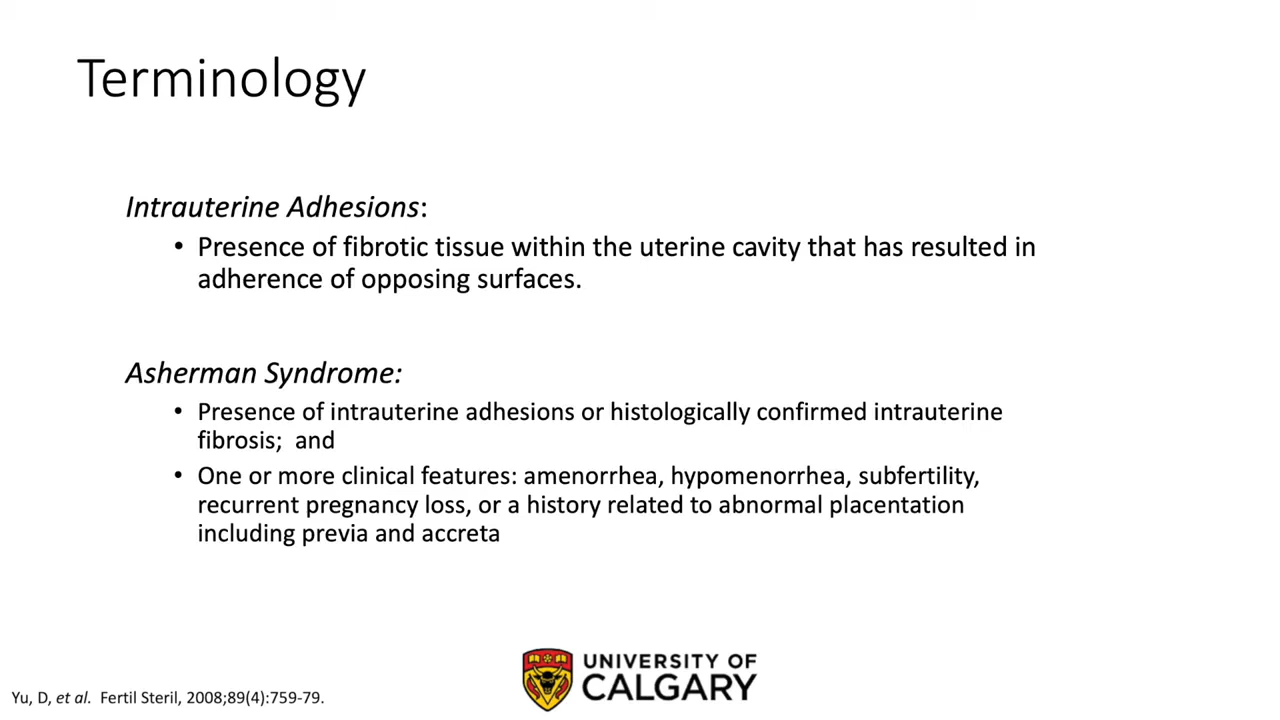 Terminology
Intrauterine Adhesions:
• Presence of fibrotic tissue within the uterine cavity that has resulted in
adherence of opposing surfaces.
Asherman Syndrome:
• Presence of intrauterine adhesions or histologically confirmed intrauterine
fibrosis;  and
• One or more clinical features: amenorrhea, hypomenorrhea, subfertility,
recurrent pregnancy loss, or a history related to abnormal placentation
including previa and accreta
UNIVERSITY OF
CALGARY
Yu, D, et al.  Fertil Steril, 2008;89(4):759-79.